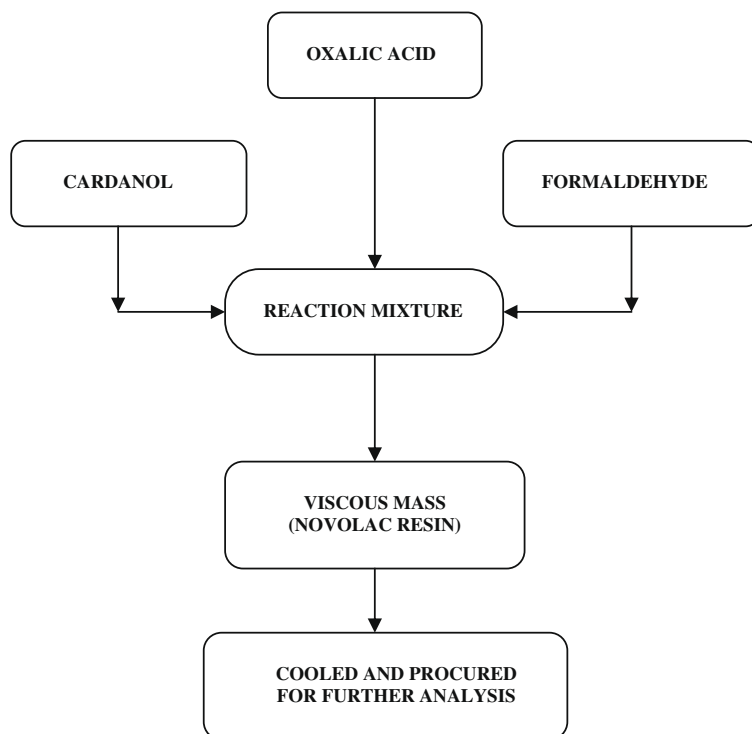 OXALIC ACID
CARDANOL
FORMALDEHYDE
REACTION MIXTURE
VISCOUS MASS
(NOVOLAC RESIN)
COOLED AND PROCURED
FOR FURTHER ANALYSIS